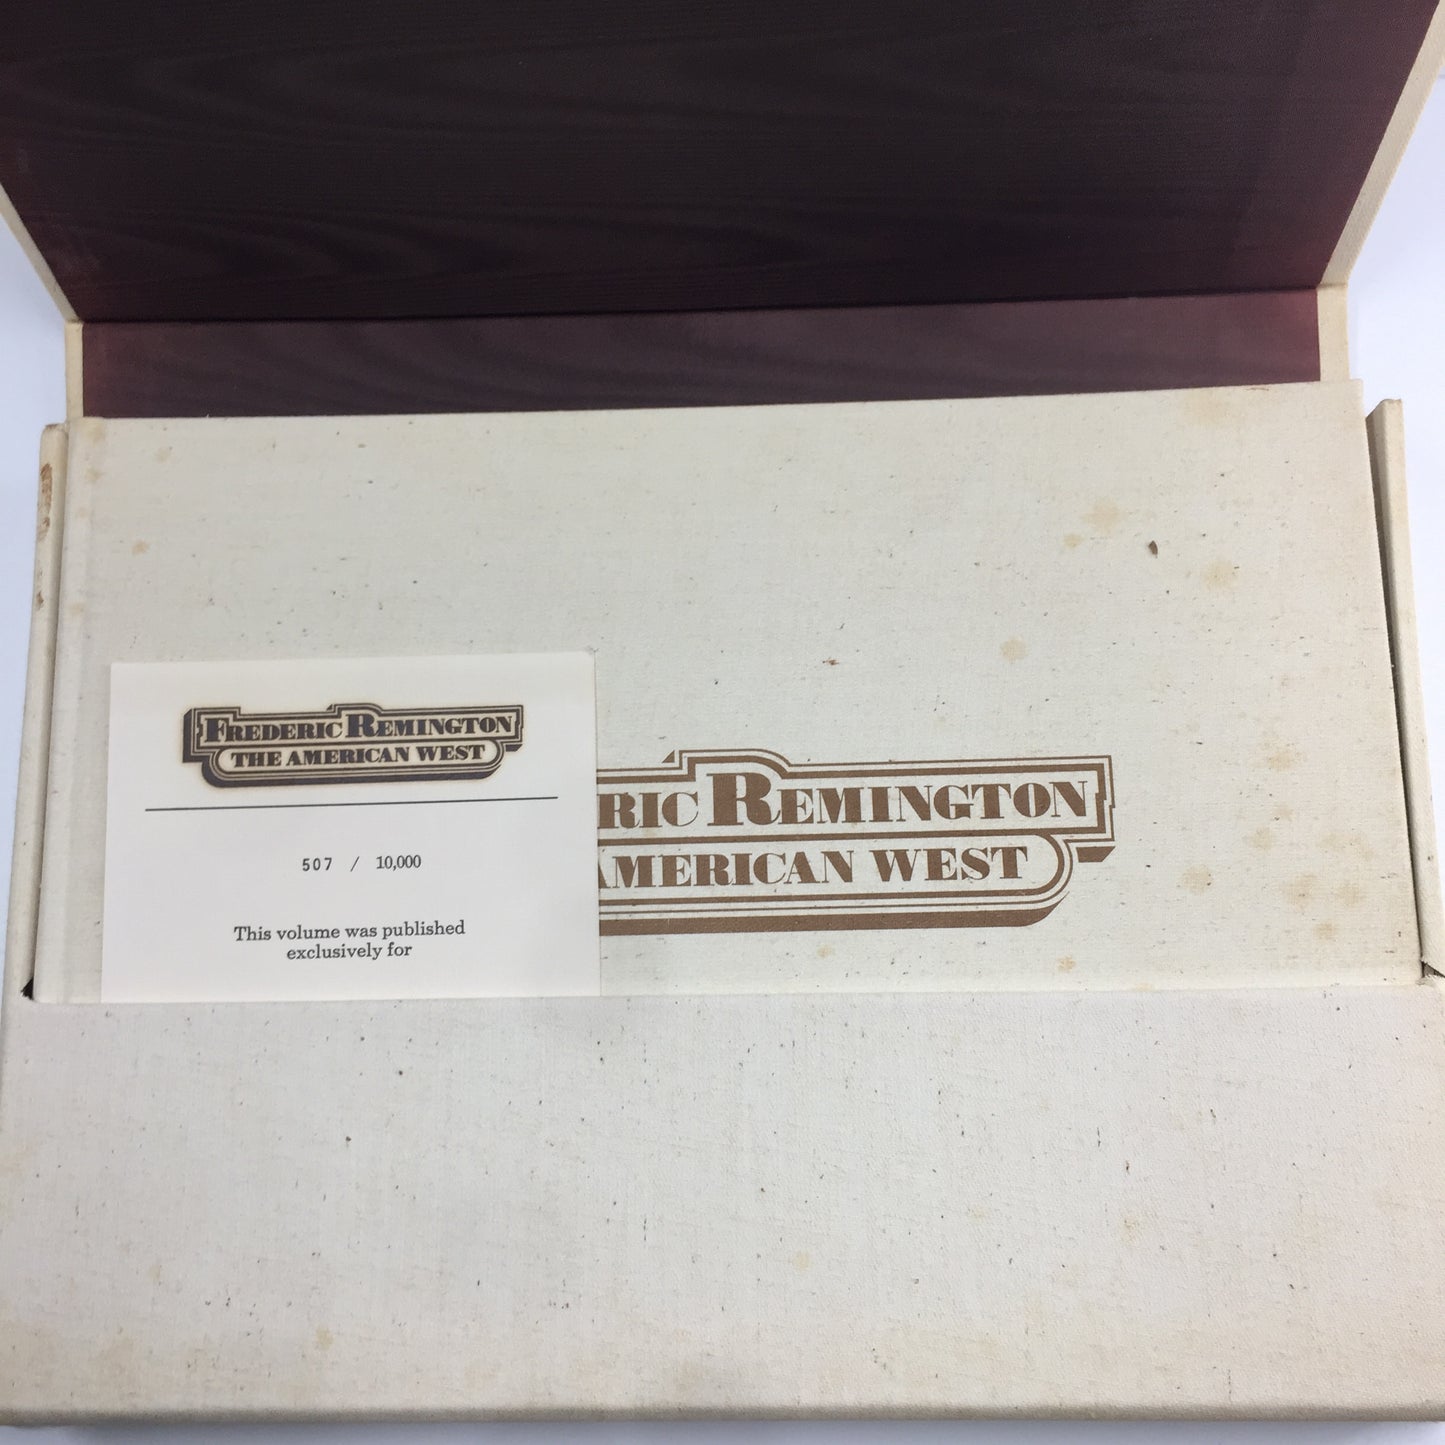 FREDERIC REMINGTON
THE AMERICAN WEST
507 / 10,000
This volume was published
exclusively for
RIC REMINGTON
AMERICAN WEST